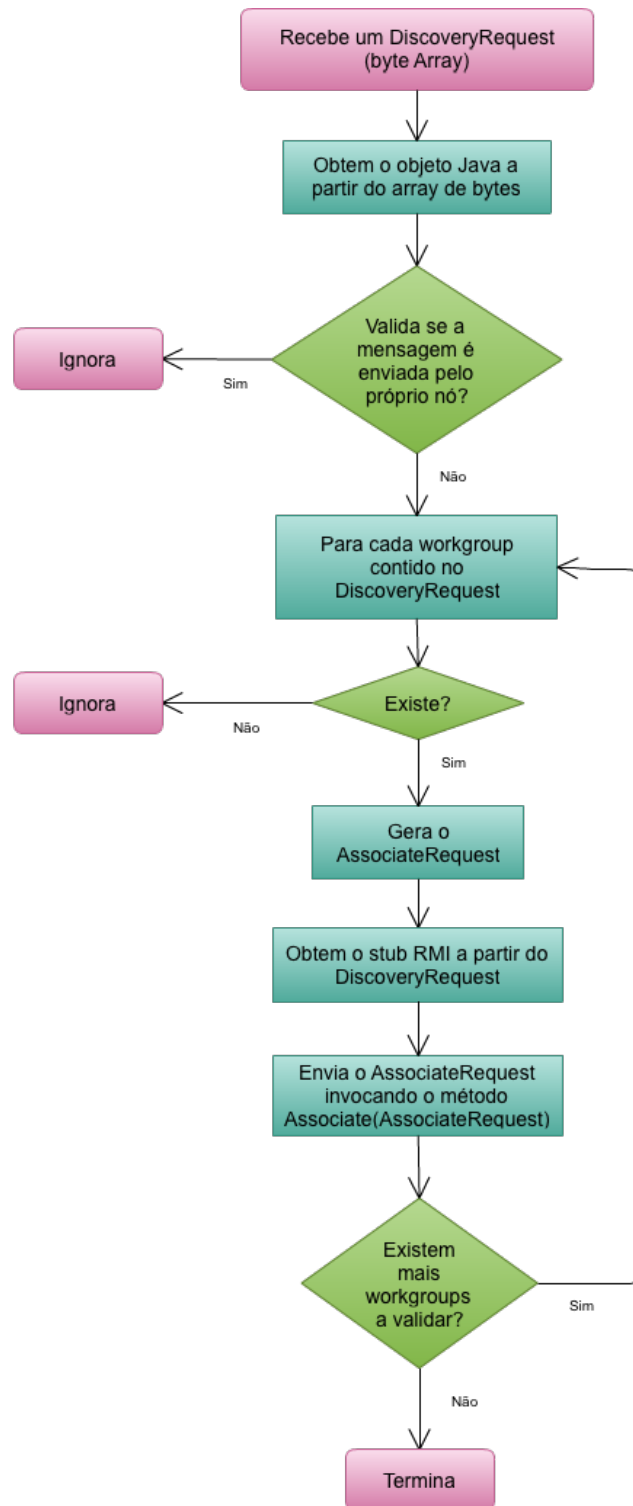 Recebe um DiscoveryRequest
(byte Array)
Obtem o objeto Java a
partir do array de bytes
Valida se a
mensagem é
enviada pelo
próprio nó?
Ignora
Sim
Não
Para cada workgroup
contido no
DiscoveryRequest
Existe?
Ignora
Não
Sim
Gera o
AssociateRequest
Obtem o stub RMI a partir do
DiscoveryRequest
Envia o AssociateRequest
invocando o método
Associate(AssociateRequest)
Existem
mais
workgroups
a validar?
Sim
Não
Termina